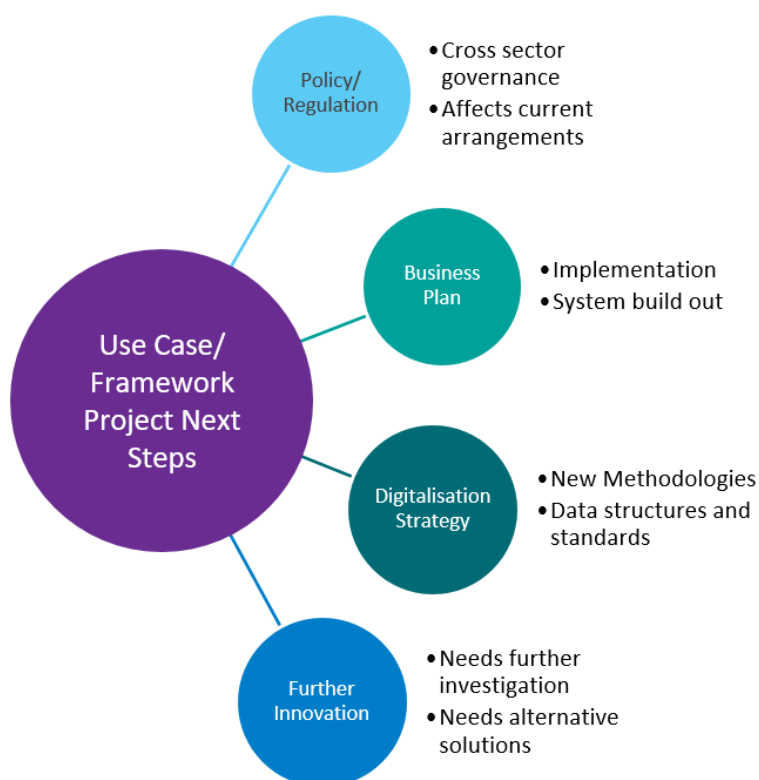 Policy/
Regulation
•Cross sector
governance
•Affects current
arrangements
Business
Plan
•Implementation
•System build out
Use Case/
Framework
Project Next
Steps
Digitalisation
Strategy
•New Methodologies
•Data structures and
standards
Further
Innovation
•Needs further
investigation
•Needs alternative
solutions